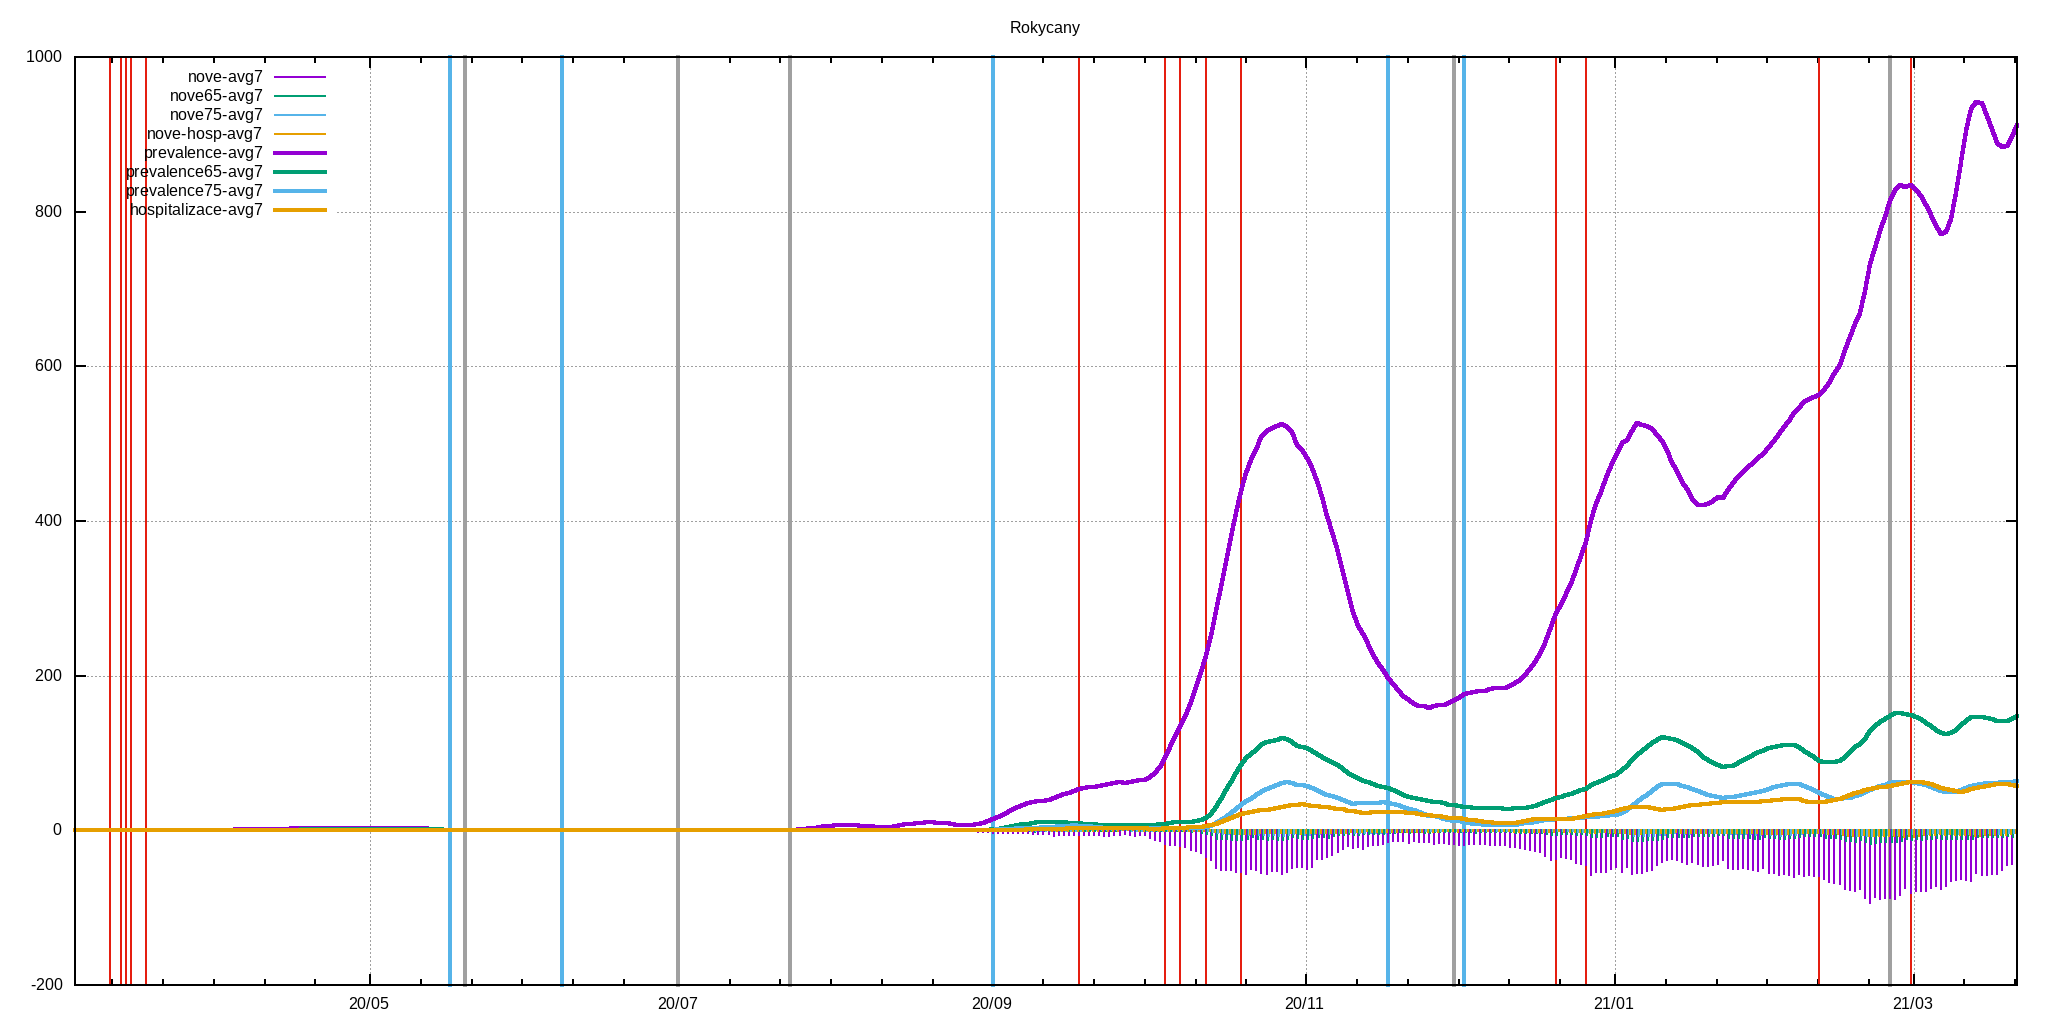 Rokycany
1000
800
600
400
200
0
-200
nove-avg7
nove65-avg7
nove75-avg7
nove-hosp-avg7
prevalence-avg7
prevalence65-avg7
prevalence75-avg7
hospitalizace-avg7
20/05
20/07
20/09
20/11
21/01
21/03